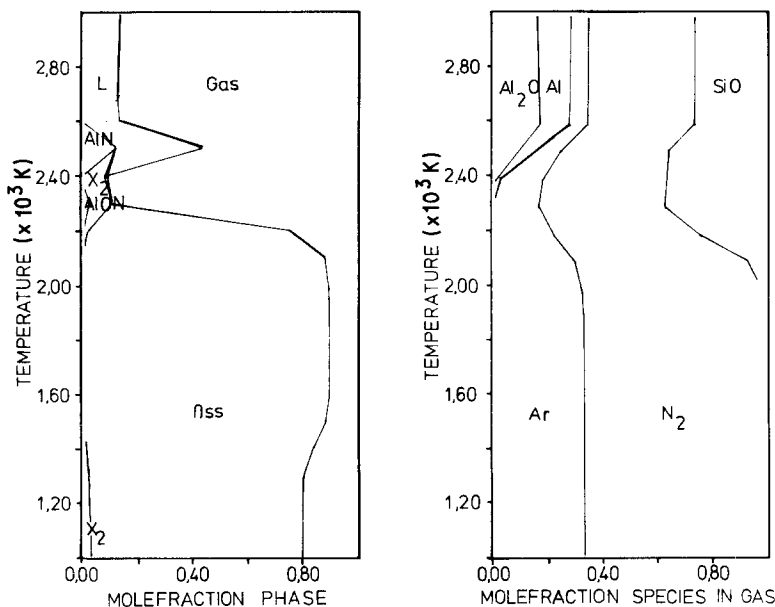 TEMPERATURE (x10³ K)
2,80
2,40
2,00
1,60
1,20
0,00
0,40
0,80
MOLEFRACTION PHASE
L
Gas
AlN
X₂
AlON
βss
X₂
TEMPERATURE (x10³ K)
2,80
2,40
2,00
1,60
1,20
0,00
0,40
0,80
MOLEFRACTION SPECIES IN GAS
Al₂O
Al
SiO
Ar
N₂